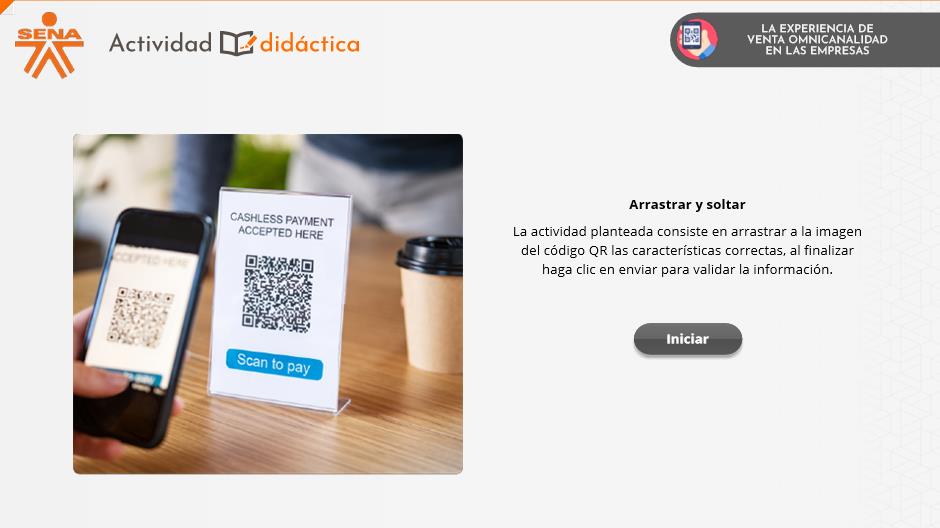 SENA
Actividad didáctica
LA EXPERIENCIA DE
VENTA OMNICANALIDAD
EN LAS EMPRESAS
CASHLESS PAYMENT
ACCEPTED HERE
Scan to pay
ACCEPTED HERE
Arrastrar y soltar
La actividad planteada consiste en arrastrar a la imagen
del código QR las características correctas, al finalizar
haga clic en enviar para validar la información.
Iniciar